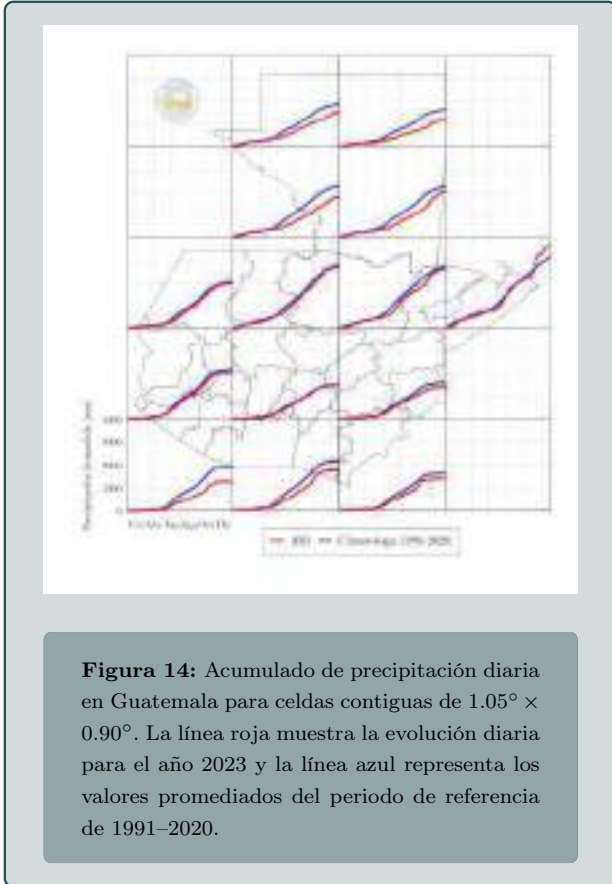 0
Figura 14: Acumulado de precipitación diaria
en Guatemala para celdas contiguas de 1.05° ×
0.90°. La línea roja muestra la evolución diaria
para el año 2023 y la línea azul representa los
valores promediados del periodo de referencia
de 1991–2020.